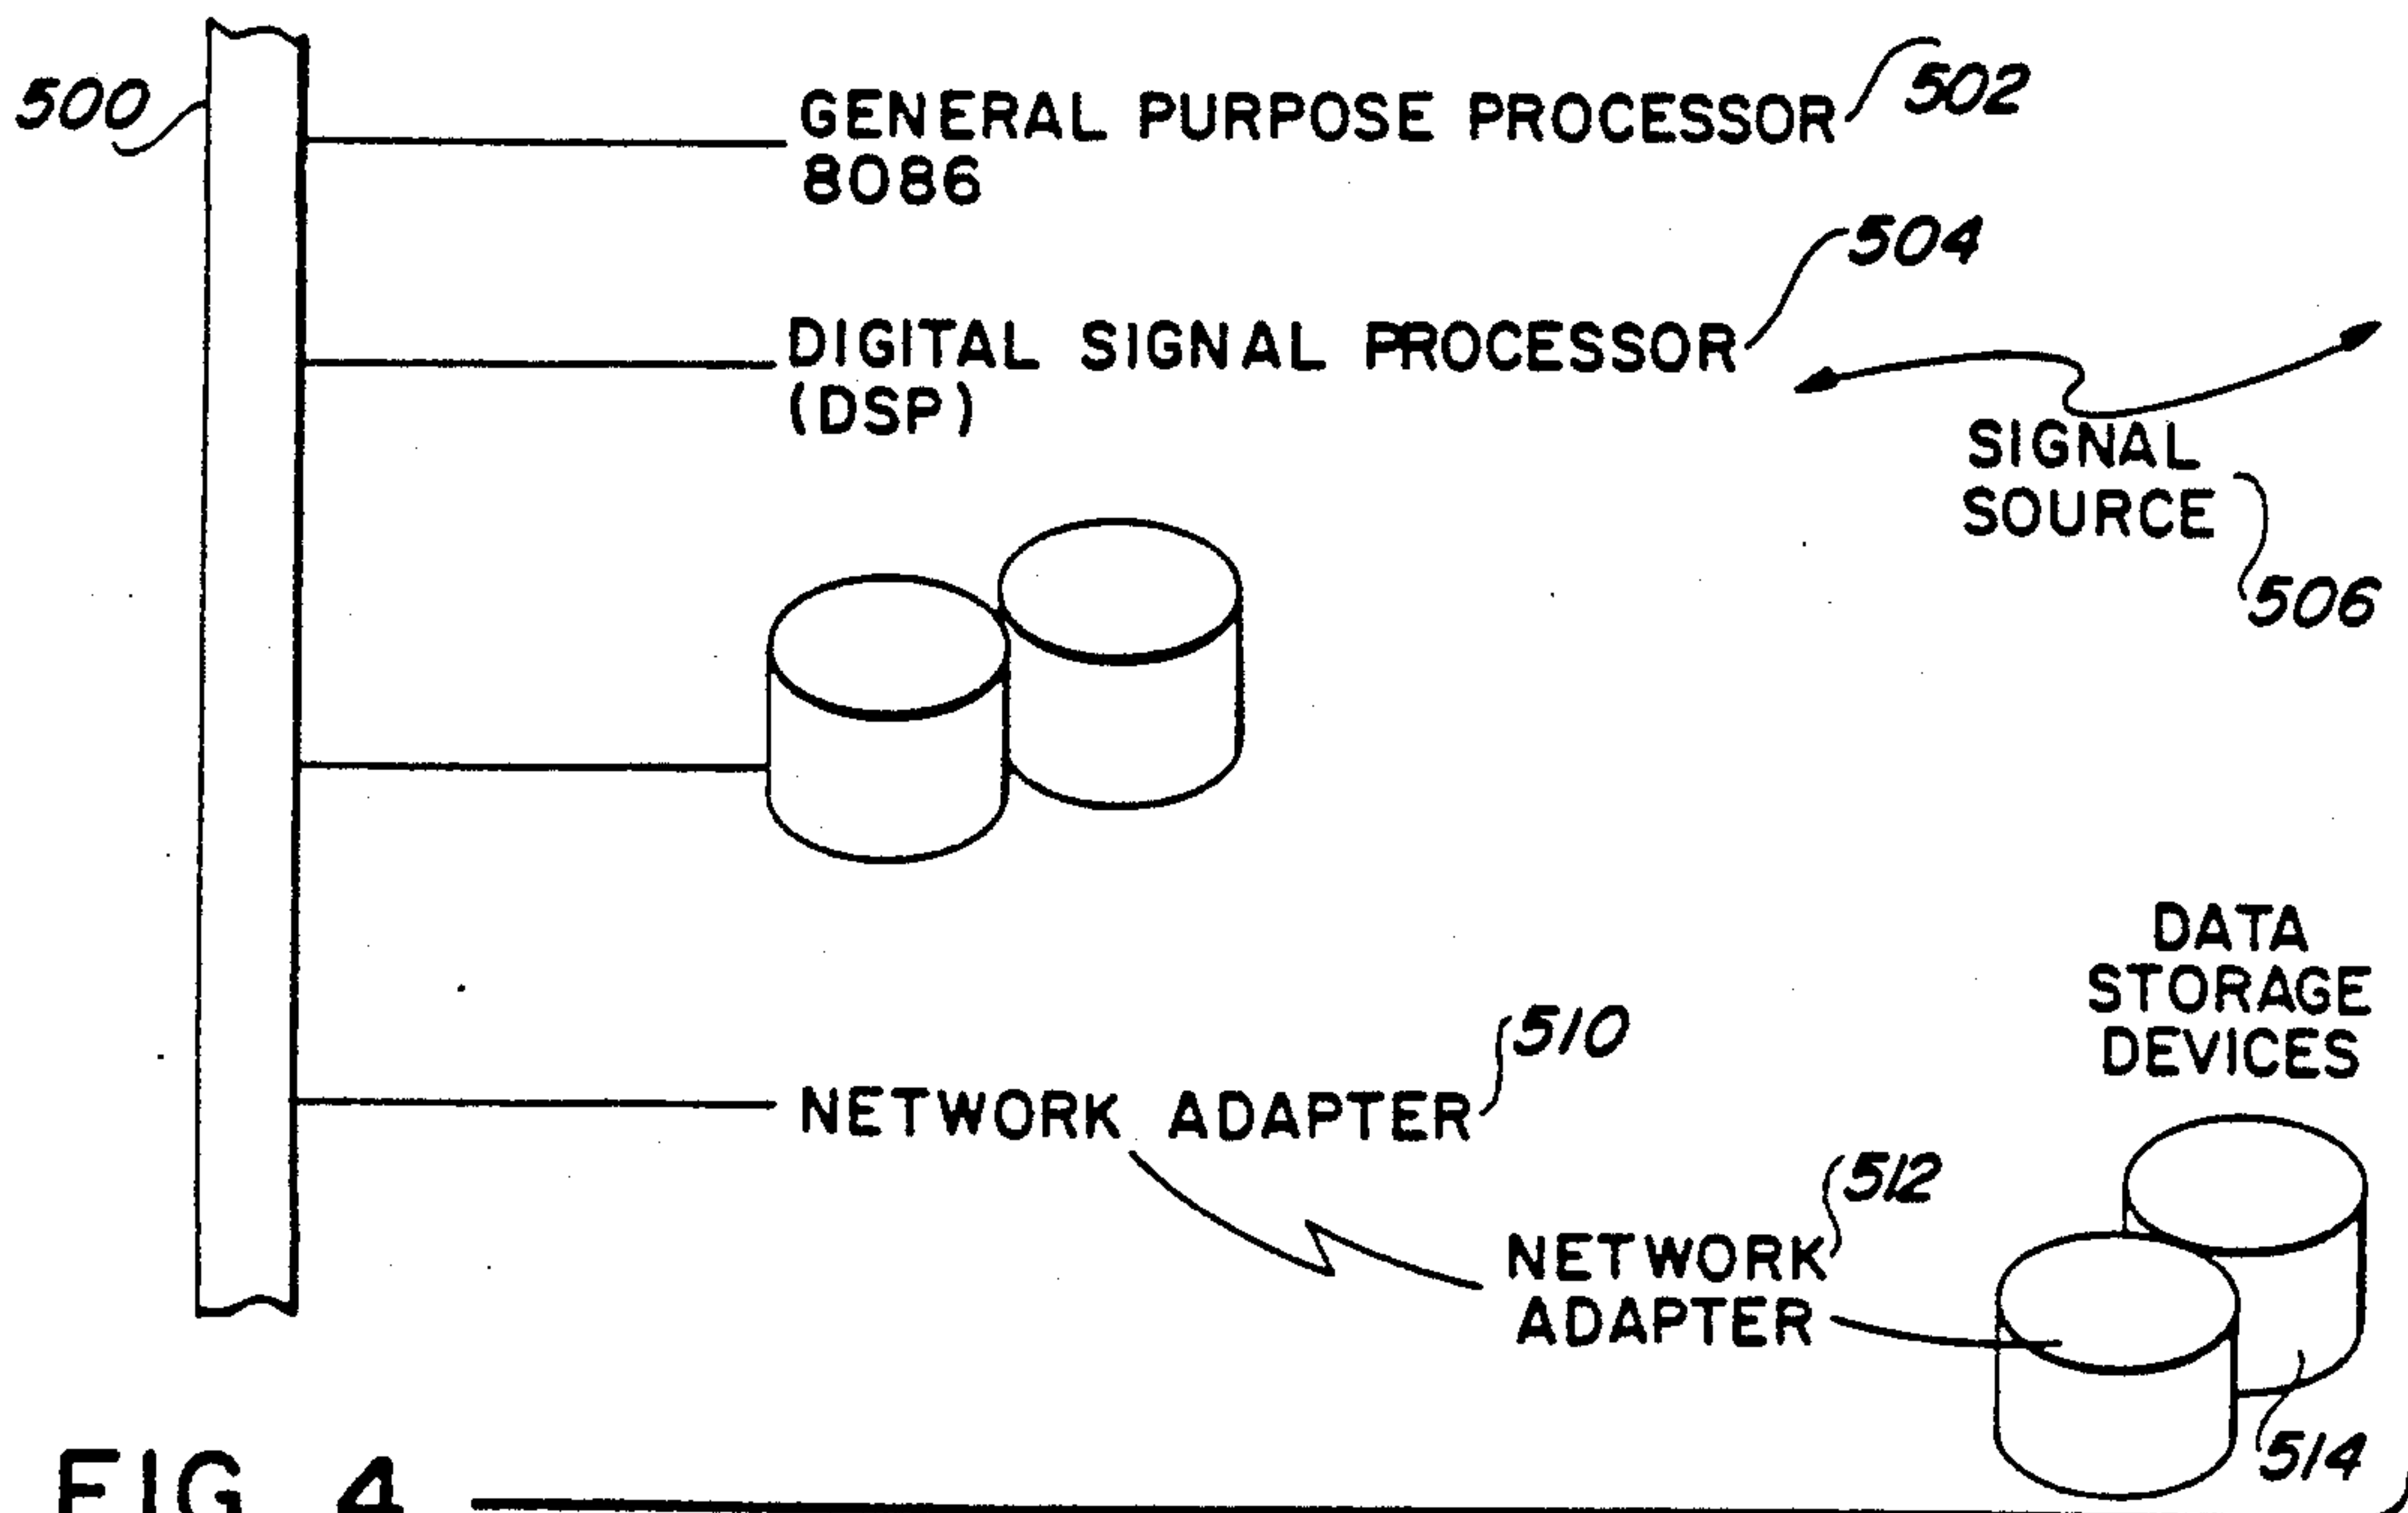 500
GENERAL PURPOSE PROCESSOR 502
8086
504
DIGITAL SIGNAL PROCESSOR
(DSP)
SIGNAL
SOURCE
506
DATA
STORAGE
DEVICES
510
NETWORK ADAPTER
512
NETWORK
ADAPTER
514
FIG 4